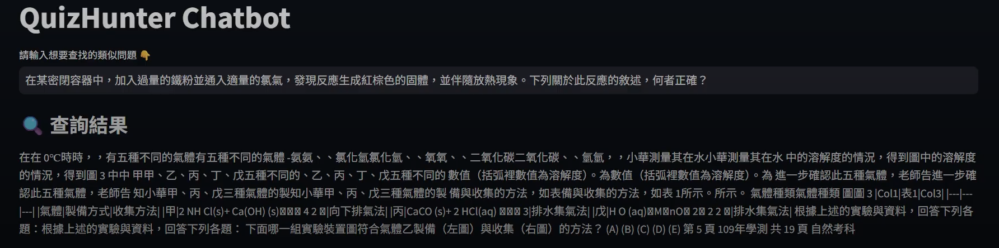 QuizHunter Chatbot
請輸入想要查找的類似問題 👇
在某密閉容器中，加入過量的鐵粉並通入適量的氯氣，發現反應生成紅棕色的固體，並伴隨放熱現象。下列關於此反應的敘述，何者正確？
🔍 查詢結果
在在 0℃時時，，有五種不同的氣體有五種不同的氣體 -氨氨、、氯化氫氯化氫、、氧氧、、二氧化碳二氧化碳、、氫氫，，小華測量其在水小華測量其在水 中的溶解度的情況，得到圖中的溶解度
的情況，得到圖 3 中中 甲甲、乙、丙、丁、戊五種不同的、乙、丙、丁、戊五種不同的 數值（括弧裡數值為溶解度）。為數值（括弧裡數值為溶解度）。為 進一步確認此五種氣體，老師告進一步確
認此五種氣體，老師告 知小華甲、丙、戊三種氣體的製知小華甲、丙、戊三種氣體的製 備與收集的方法，如表備與收集的方法，如表 1所示。所示。 氣體種類氣體種類 圖圖 3 |Col1|表1|Col3| |---|---
|---| |氣體|製備方式|收集方法| |甲|2 NH Cl(s)+ Ca(OH) (s)□□□ 4 2 □|向下排氣法| |丙|CaCO (s)+ 2 HCl(aq) □□□ 3|排水集氣法| |戊|H O (aq)□M□nO□ 2□ 2 2 □|排水集氣法| 根據上述的實驗與資料，回答下列各
題：根據上述的實驗與資料，回答下列各題： 下面哪一組實驗裝置圖符合氣體乙製備（左圖）與收集（右圖）的方法？ (A) (B) (C) (D) (E) 第 5 頁 109年學測 共 19 頁 自然考科